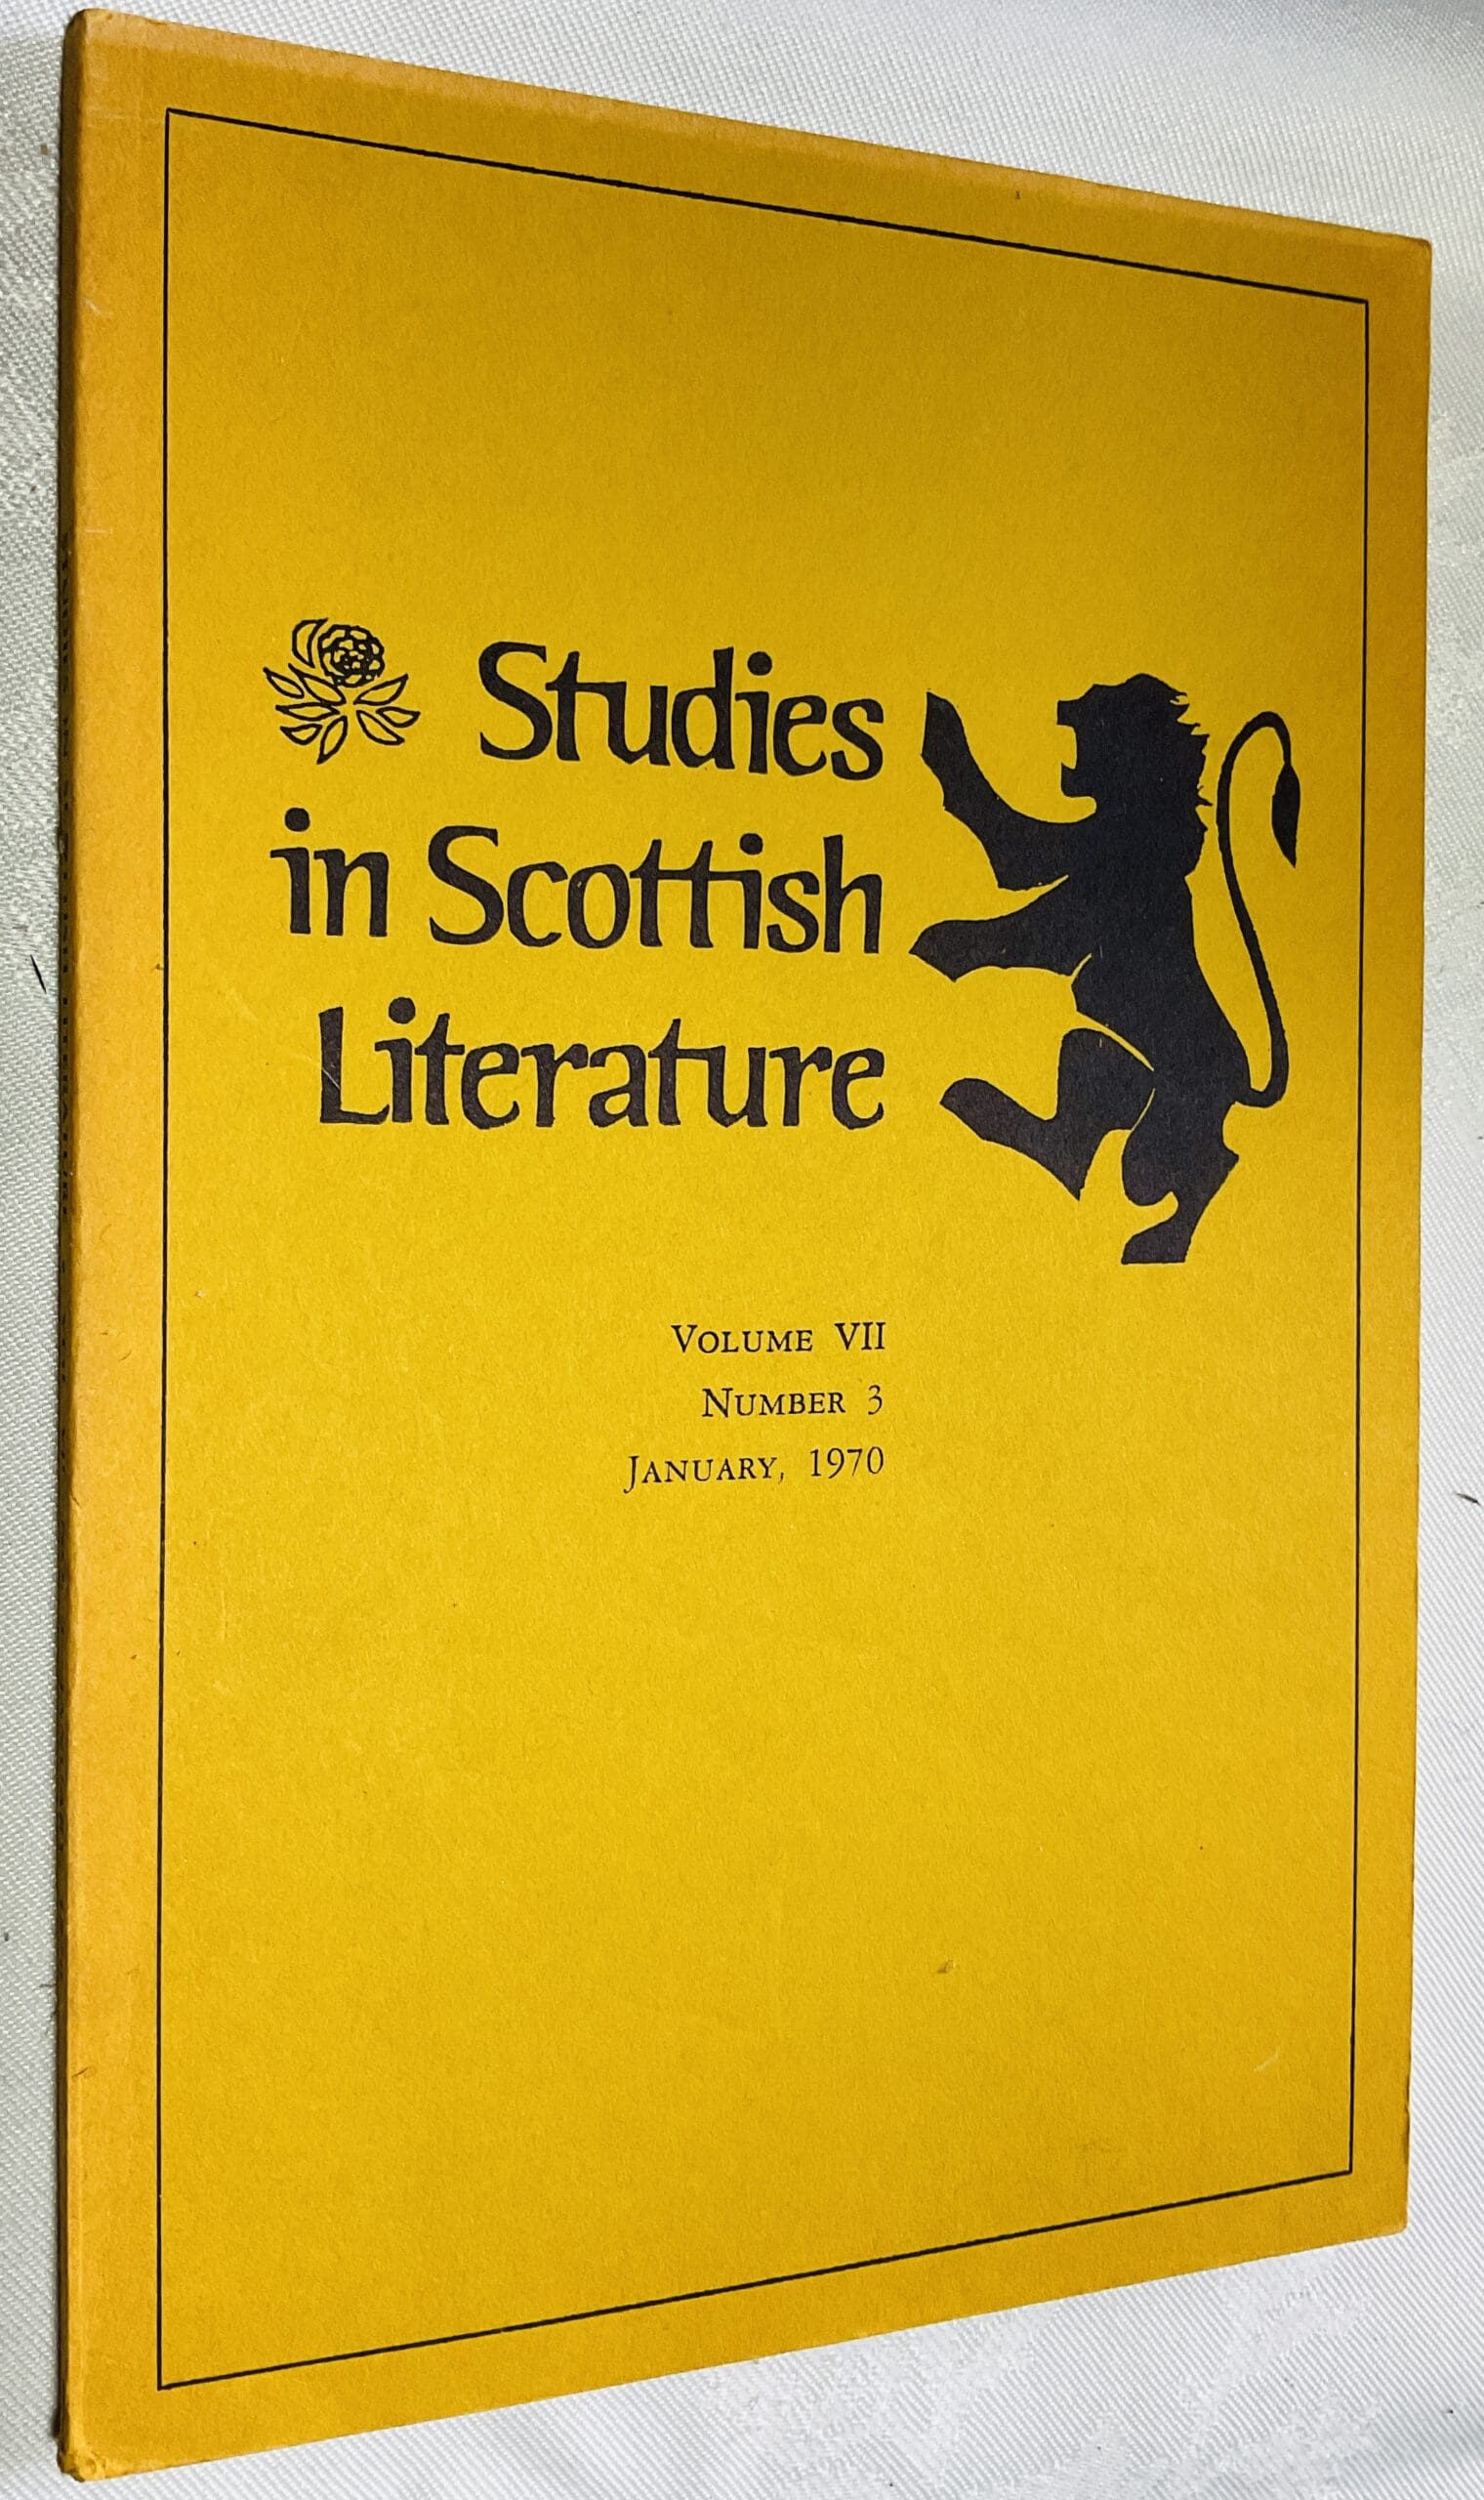 Studies
in Scottish
Literature
VOLUME VII
NUMBER 3
JANUARY, 1970